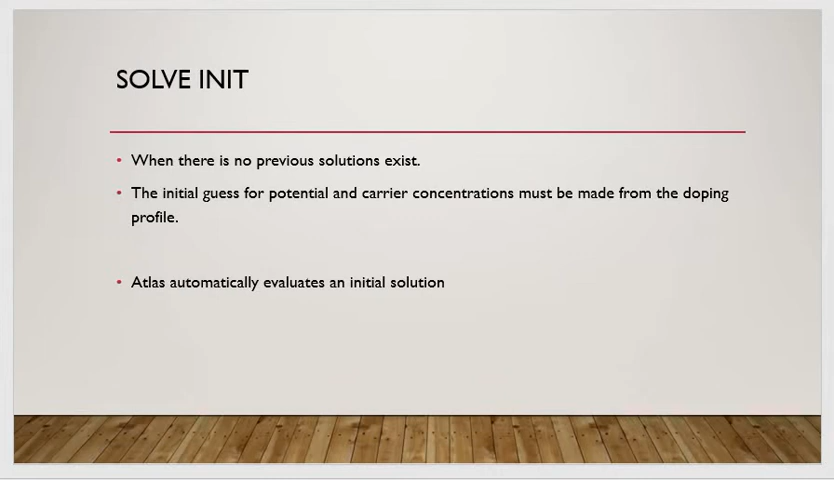 SOLVE INIT
• When there is no previous solutions exist.
• The initial guess for potential and carrier concentrations must be made from the doping
profile.
• Atlas automatically evaluates an initial solution